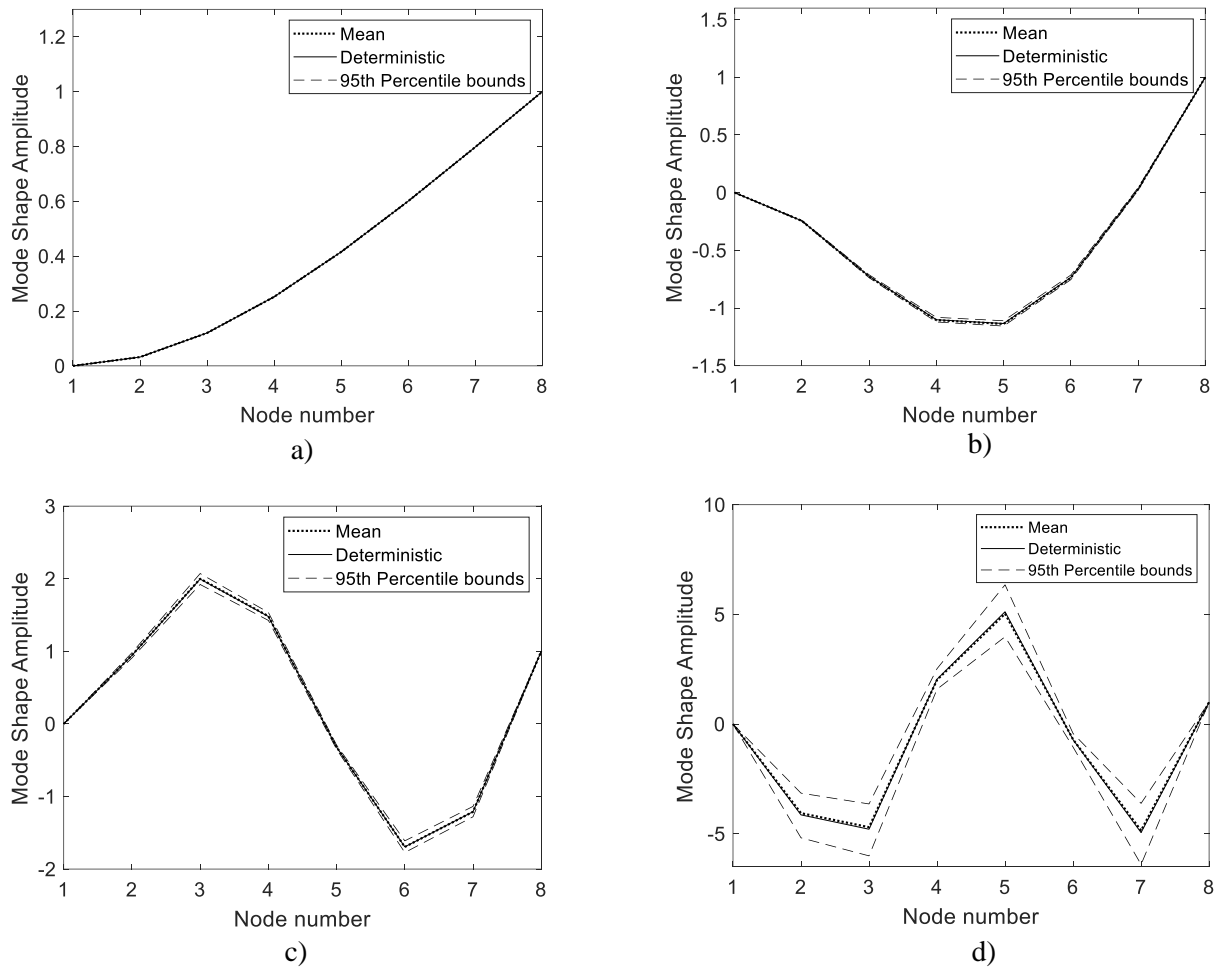 Mean
Deterministic
95th Percentile bounds
1.2
1
0.8
0.6
0.4
0.2
0
Mode Shape Amplitude
1 2 3 4 5 6 7 8
Node number
a)
Mean
Deterministic
95th Percentile bounds
1.5
1
0.5
0
-0.5
-1
-1.5
Mode Shape Amplitude
1 2 3 4 5 6 7 8
Node number
b)
Mean
Deterministic
95th Percentile bounds
3
2
1
0
-1
-2
Mode Shape Amplitude
1 2 3 4 5 6 7 8
Node number
c)
Mean
Deterministic
95th Percentile bounds
10
5
0
-5
Mode Shape Amplitude
1 2 3 4 5 6 7 8
Node number
d)